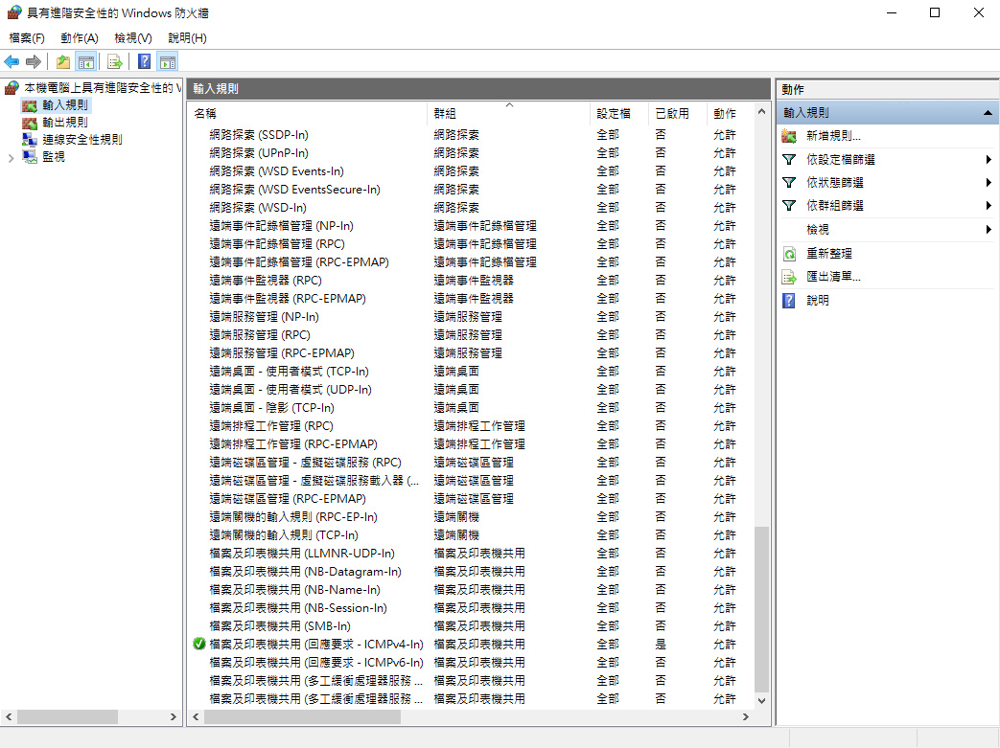 具有進階安全性的 Windows 防火牆
檔案(F) 動作(A) 檢視(V) 說明(H)
本機電腦上具有進階安全性的 W
輸入規則
輸出規則
連線安全性規則
監視
輸入規則
名稱 群組 設定檔 已啟用 動作
網路探索 (SSDP-In) 網路探索 全部 否 允許
網路探索 (UPnP-In) 網路探索 全部 否 允許
網路探索 (WSD Events-In) 網路探索 全部 否 允許
網路探索 (WSD EventsSecure-In) 網路探索 全部 否 允許
網路探索 (WSD-In) 網路探索 全部 否 允許
遠端事件記錄檔管理 (NP-In) 遠端事件記錄檔管理 全部 否 允許
遠端事件記錄檔管理 (RPC) 遠端事件記錄檔管理 全部 否 允許
遠端事件記錄檔管理 (RPC-EPMAP) 遠端事件記錄檔管理 全部 否 允許
遠端事件監視器 (RPC) 遠端事件監視器 全部 否 允許
遠端事件監視器 (RPC-EPMAP) 遠端事件監視器 全部 否 允許
遠端服務管理 (NP-In) 遠端服務管理 全部 否 允許
遠端服務管理 (RPC) 遠端服務管理 全部 否 允許
遠端服務管理 (RPC-EPMAP) 遠端服務管理 全部 否 允許
遠端桌面 - 使用者模式 (TCP-In) 遠端桌面 全部 否 允許
遠端桌面 - 使用者模式 (UDP-In) 遠端桌面 全部 否 允許
遠端桌面 - 陰影 (TCP-In) 遠端桌面 全部 否 允許
遠端排程工作管理 (RPC) 遠端排程工作管理 全部 否 允許
遠端排程工作管理 (RPC-EPMAP) 遠端排程工作管理 全部 否 允許
遠端磁碟區管理 - 虛擬磁碟服務 (RPC) 遠端磁碟區管理 全部 否 允許
遠端磁碟區管理 - 虛擬磁碟服務載入器 (... 遠端磁碟區管理 全部 否 允許
遠端磁碟區管理 (RPC-EPMAP) 遠端磁碟區管理 全部 否 允許
遠端關機的輸入規則 (RPC-EP-In) 遠端關機 全部 否 允許
遠端關機的輸入規則 (TCP-In) 遠端關機 全部 否 允許
檔案及印表機共用 (LLMNR-UDP-In) 檔案及印表機共用 全部 否 允許
檔案及印表機共用 (NB-Datagram-In) 檔案及印表機共用 全部 否 允許
檔案及印表機共用 (NB-Name-In) 檔案及印表機共用 全部 否 允許
檔案及印表機共用 (NB-Session-In) 檔案及印表機共用 全部 否 允許
檔案及印表機共用 (SMB-In) 檔案及印表機共用 全部 否 允許
檔案及印表機共用 (回應要求 - ICMPv4-In) 檔案及印表機共用 全部 是 允許
檔案及印表機共用 (回應要求 - ICMPv6-In) 檔案及印表機共用 全部 否 允許
檔案及印表機共用 (多工緩衝處理器服務 ... 檔案及印表機共用 全部 否 允許
檔案及印表機共用 (多工緩衝處理器服務 ... 檔案及印表機共用 全部 否 允許
動作
輸入規則
新增規則...
依設定檔篩選
依狀態篩選
依群組篩選
檢視
重新整理
匯出清單...
說明